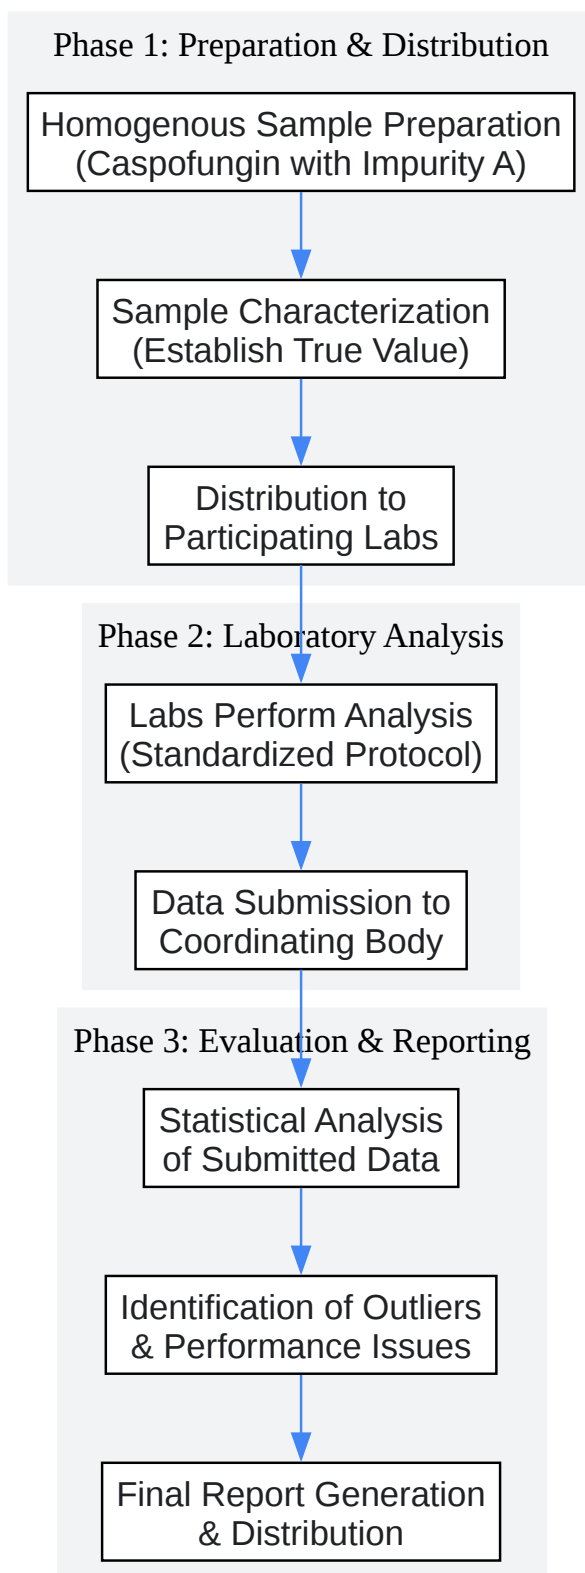 Phase 1: Preparation & Distribution
Homogenous Sample Preparation
(Caspofungin with Impurity A)
Sample Characterization
(Establish True Value)
Distribution to
Participating Labs
Phase 2: Laboratory Analysis
Labs Perform Analysis
(Standardized Protocol)
Data Submission to
Coordinating Body
Phase 3: Evaluation & Reporting
Statistical Analysis
of Submitted Data
Identification of Outliers
& Performance Issues
Final Report Generation
& Distribution